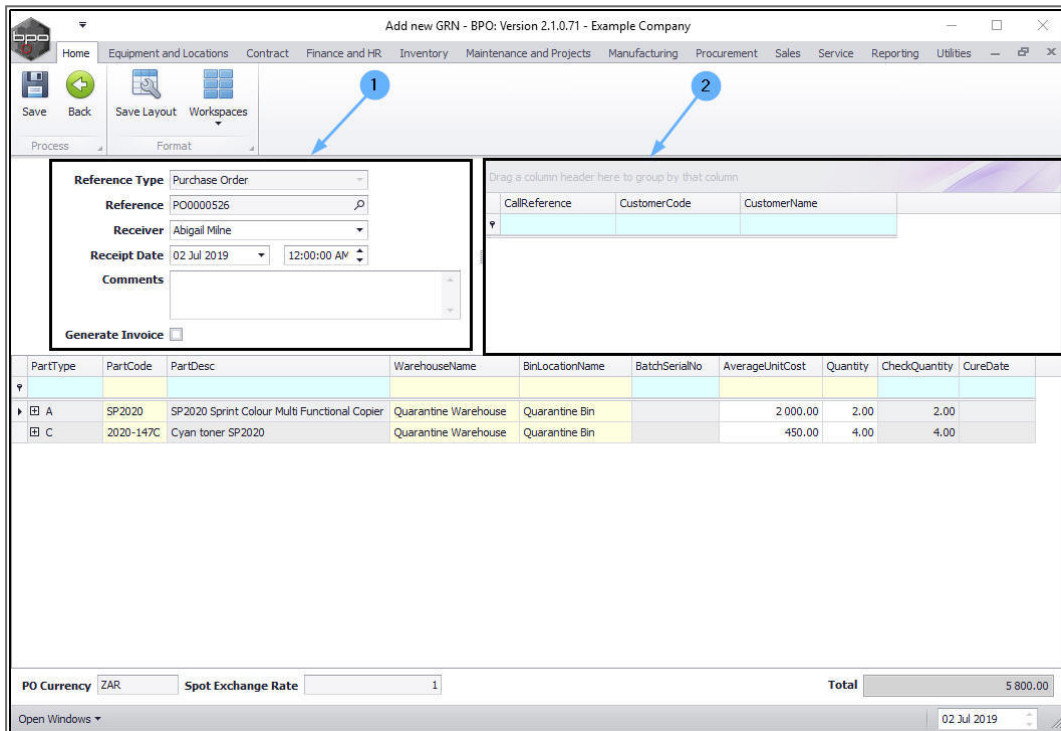 Add new GRN - BPO: Version 2.1.0.71 - Example Company
bpo
Home Equipment and Locations Contract Finance and HR Inventory Maintenance and Projects Manufacturing Procurement Sales Service Reporting Utilities
Save Back Save Layout Workspaces
Process Format
1 2
Drag a column header here to group by that column
Reference Type Purchase Order
CallReference CustomerCode CustomerName
Reference PO0000526
Receiver Abigail Milne
Receipt Date 02 Jul 2019 12:00:00 AM
Comments
Generate Invoice
PartType PartCode PartDesc WarehouseName BinLocationName BatchSerialNo AverageUnitCost Quantity CheckQuantity CureDate
A SP2020 SP2020 Sprint Colour Multi Functional Copier Quarantine Warehouse Quarantine Bin 2 000.00 2.00 2.00
C 2020-147C Cyan toner SP2020 Quarantine Warehouse Quarantine Bin 450.00 4.00 4.00
PO Currency ZAR Spot Exchange Rate 1 Total 5 800.00
Open Windows 02 Jul 2019